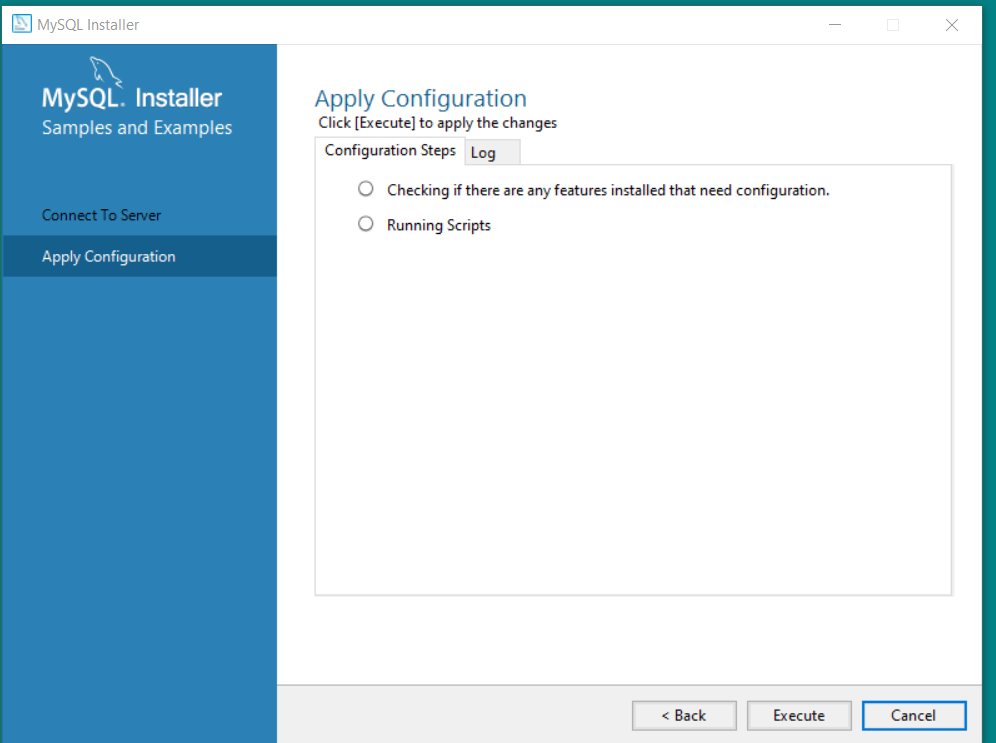 MySQL Installer
MySQL. Installer
Samples and Examples
Connect To Server
Apply Configuration
Apply Configuration
Click [Execute] to apply the changes
Configuration Steps
Log
Checking if there are any features installed that need configuration.
Running Scripts
< Back
Execute
Cancel